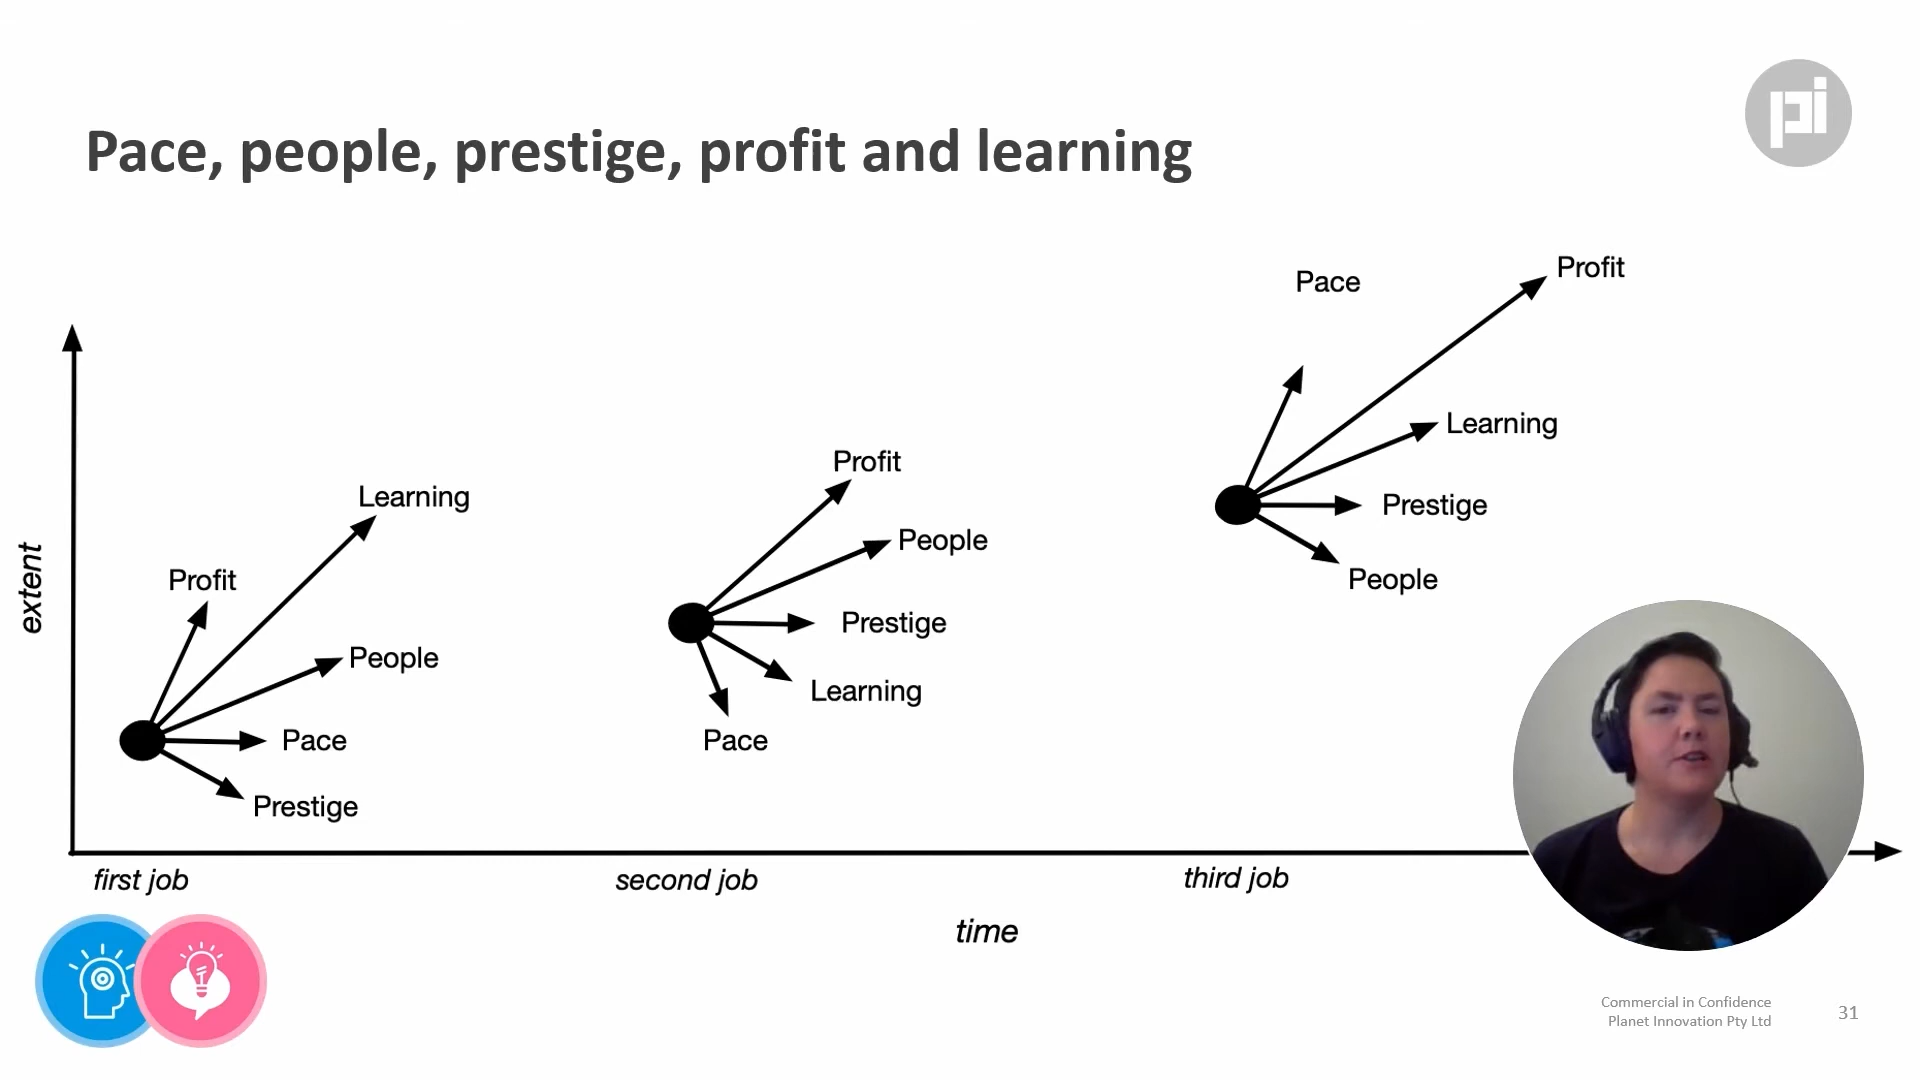 pi
Pace, people, prestige, profit and learning
extent
Profit
Learning
People
Pace
Prestige
Profit
People
Prestige
Learning
Pace
Pace
Profit
Learning
Prestige
People
first job
second job
third job
time
Commercial in Confidence
Planet Innovation Pty Ltd
31